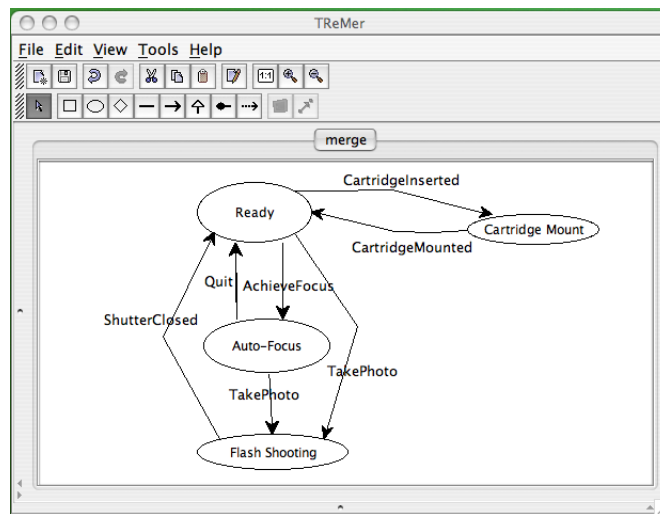 TReMer
File Edit View Tools Help
1:1
merge
CartridgeInserted
Ready
Cartridge Mount
CartridgeMounted
Quit
AchieveFocus
ShutterClosed
Auto-Focus
TakePhoto
TakePhoto
Flash Shooting